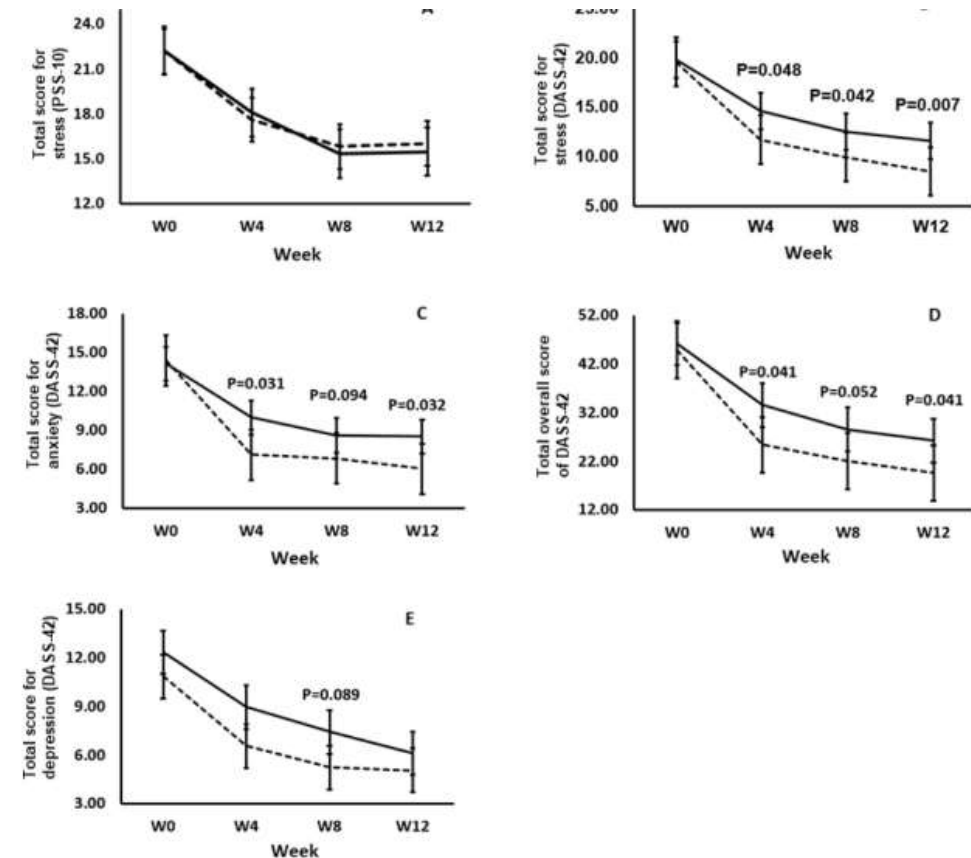 A
24.0
21.0
18.0
15.0
12.0
Total score for
stress (PSS-10)
W0 W4 W8 W12
Week
25.00
20.00
15.00
10.00
5.00
Total score for
stress (DASS-42)
P=0.048
P=0.042
P=0.007
W0 W4 W8 W12
Week
C
18.00
15.00
12.00
9.00
6.00
3.00
Total score for
anxiety (DASS-42)
P=0.031
P=0.094
P=0.032
W0 W4 W8 W12
Week
D
52.00
42.00
32.00
22.00
12.00
Total overall score
of DASS-42
P=0.041
P=0.052
P=0.041
W0 W4 W8 W12
Week
E
15.00
12.00
9.00
6.00
3.00
Total score for
depression (DASS-42)
P=0.089
W0 W4 W8 W12
Week